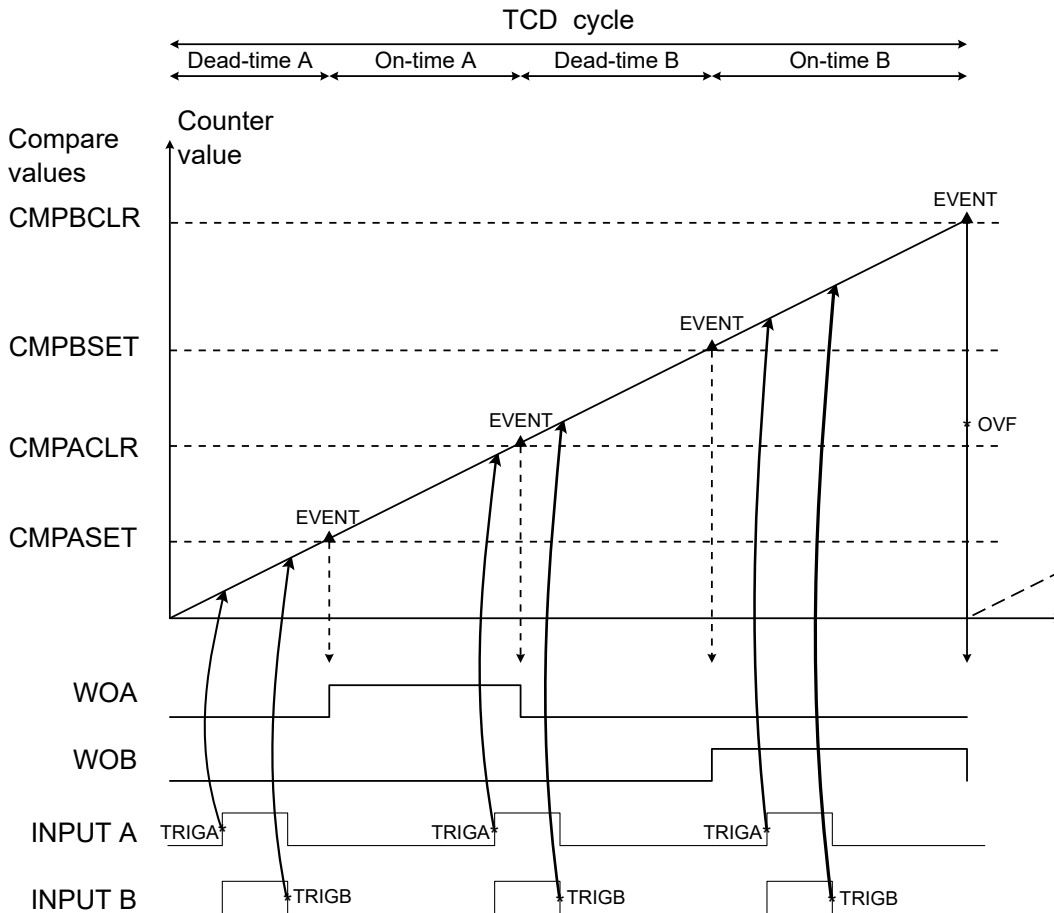 TCD cycle
Dead-time A
On-time A
Dead-time B
On-time B
Compare
values
Counter
value
CMPBCLR
EVENT
CMPBSET
EVENT
CMPACLR
EVENT
OVF
CMPASET
EVENT
WOA
WOB
INPUT A
TRIGA
TRIGA
TRIGA
INPUT B
TRIGB
TRIGB
TRIGB